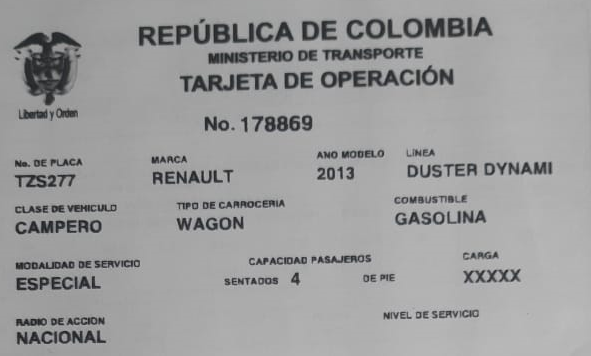 REPÚBLICA DE COLOMBIA
MINISTERIO DE TRANSPORTE
TARJETA DE OPERACIÓN
Libertad y Orden
No. 178869
No. DE PLACA MARCA ANO MODELO LINEA
TZS277 RENAULT 2013 DUSTER DYNAMI
CLASE DE VEHICULO TIPO DE CARROCERIA COMBUSTIBLE
CAMPERO WAGON GASOLINA
MODALIDAD DE SERVICIO CAPACIDAD PASAJEROS CARGA
ESPECIAL SENTADOS 4 DE PIE XXXXX
RADIO DE ACCION NIVEL DE SERVICIO
NACIONAL